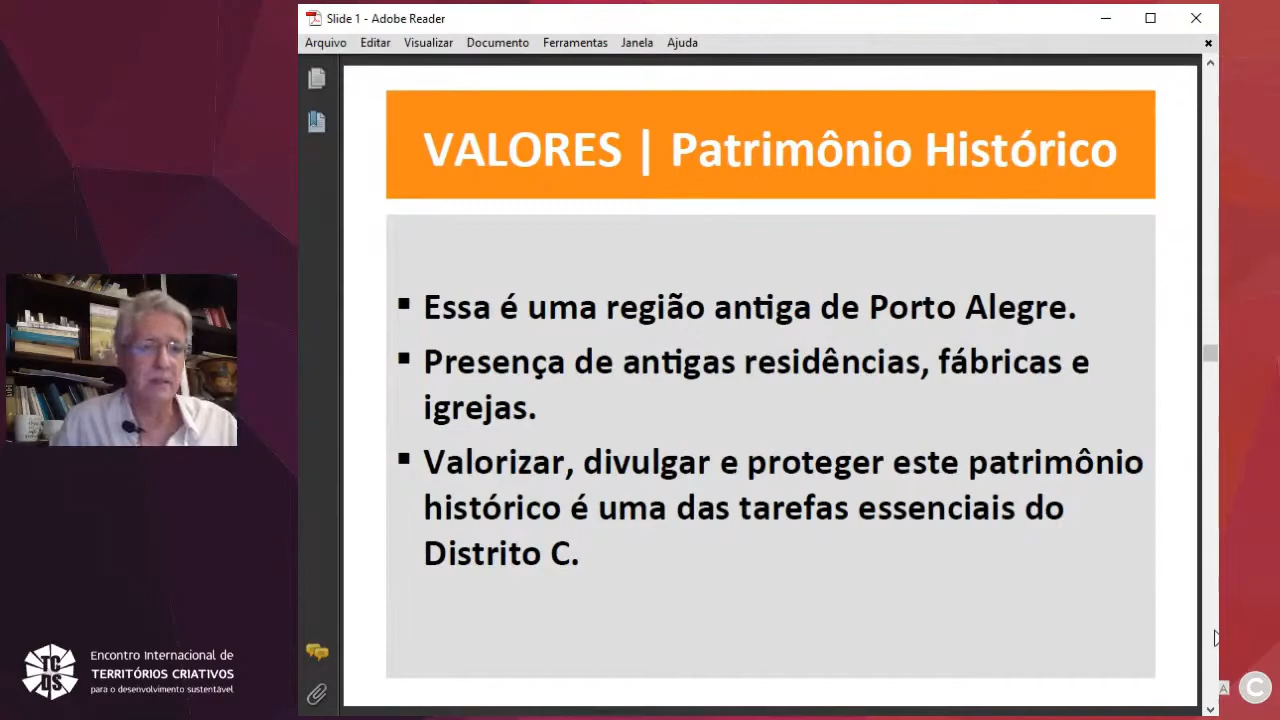 Slide 1 - Adobe Reader
Arquivo Editar Visualizar Documento Ferramentas Janela Ajuda
VALORES | Patrimônio Histórico
▪ Essa é uma região antiga de Porto Alegre.
▪ Presença de antigas residências, fábricas e
igrejas.
▪ Valorizar, divulgar e proteger este patrimônio
histórico é uma das tarefas essenciais do
Distrito C.
TC
DS
Encontro Internacional de
TERRITÓRIOS CRIATIVOS
para o desenvolvimento sustentável
A
C